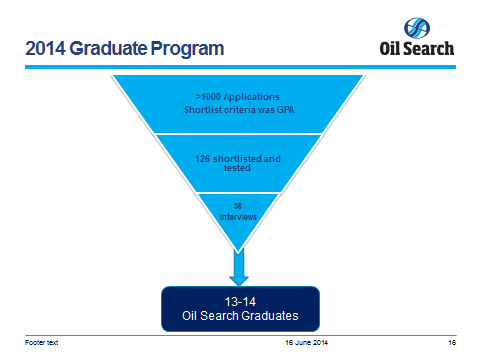 2014 Graduate Program
Oil Search
>1000 Applications
Shortlist criteria was GPA
126 shortlisted and
tested
36
interviews
13-14
Oil Search Graduates
Footer text
16 June 2014
16